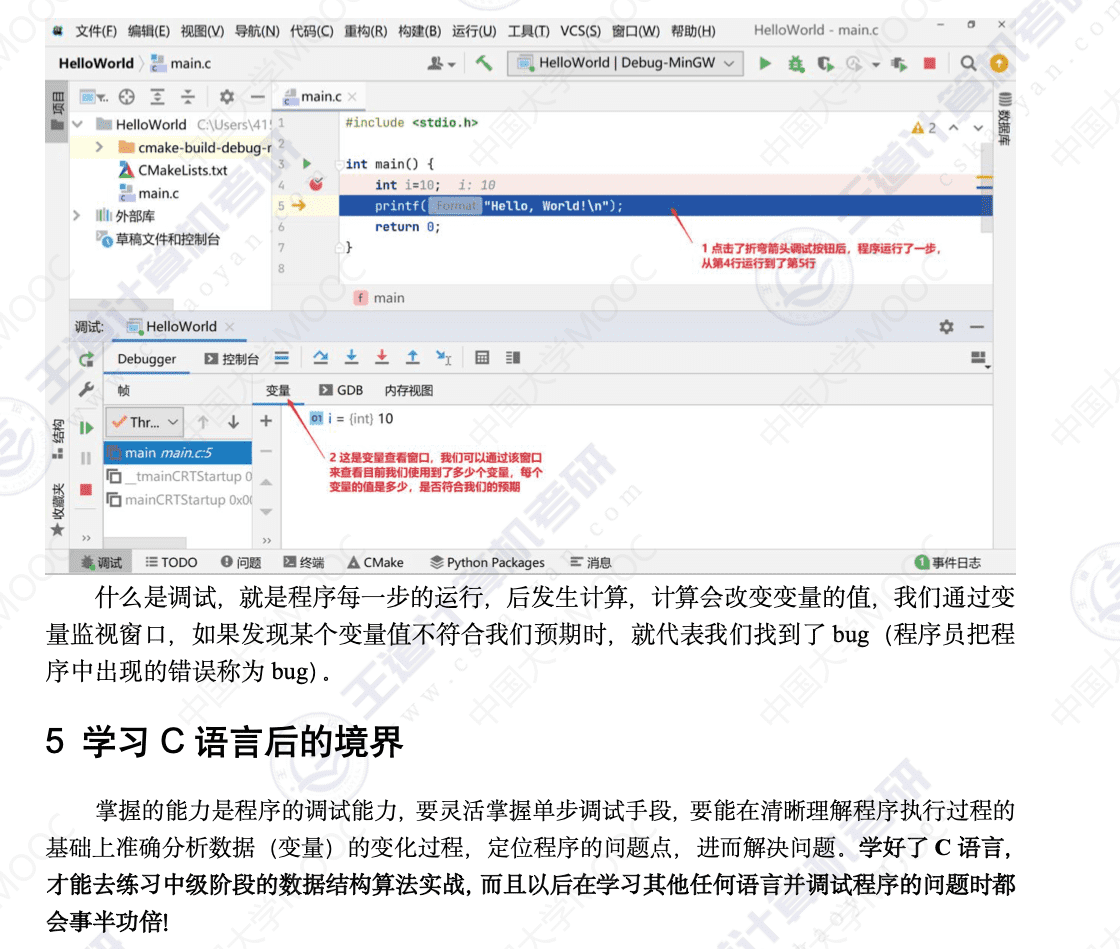 文件(F) 编辑(E) 视图(V) 导航(N) 代码(C) 重构(R) 构建(B) 运行(U) 工具(T) VCS(S) 窗口(W) 帮助(H) HelloWorld - main.c
HelloWorld main.c HelloWorld | Debug-MinGW
项目 main.c 数据库
HelloWorld C:\Users\41 1 #include <stdio.h> 2
cmake-build-debug-r 2
CMakeLists.txt 3 int main() {
main.c 4 int i=10; i: 10
外部库 5 printf( Format "Hello, World!\n");
草稿文件和控制台 6 return 0;
7 }
8
1 点击了折弯箭头调试按钮后，程序运行了一步，
从第4行运行到了第5行
f main
调试: HelloWorld
Debugger 控制台
帧 变量 GDB 内存视图
Thr... 01 i = {int} 10
main main.c:5
__tmainCRTStartup 0
mainCRTStartup 0x00
2 这是变量查看窗口，我们可以通过该窗口
来查看目前我们使用到了多少个变量，每个
变量的值是多少，是否符合我们的预期
结构
收藏夹
调试 TODO 问题 终端 CMake Python Packages 消息 1 事件日志
什么是调试，就是程序每一步的运行，后发生计算，计算会改变变量的值，我们通过变
量监视窗口，如果发现某个变量值不符合我们预期时，就代表我们找到了 bug（程序员把程
序中出现的错误称为 bug）。
5 学习 C 语言后的境界
掌握的能力是程序的调试能力，要灵活掌握单步调试手段，要能在清晰理解程序执行过程的
基础上准确分析数据（变量）的变化过程，定位程序的问题点，进而解决问题．学好了 C 语言，
才能去练习中级阶段的数据结构算法实战，而且以后在学习其他任何语言并调试程序的问题时都
会事半功倍!
王道计算机考研
中国大学MOOC